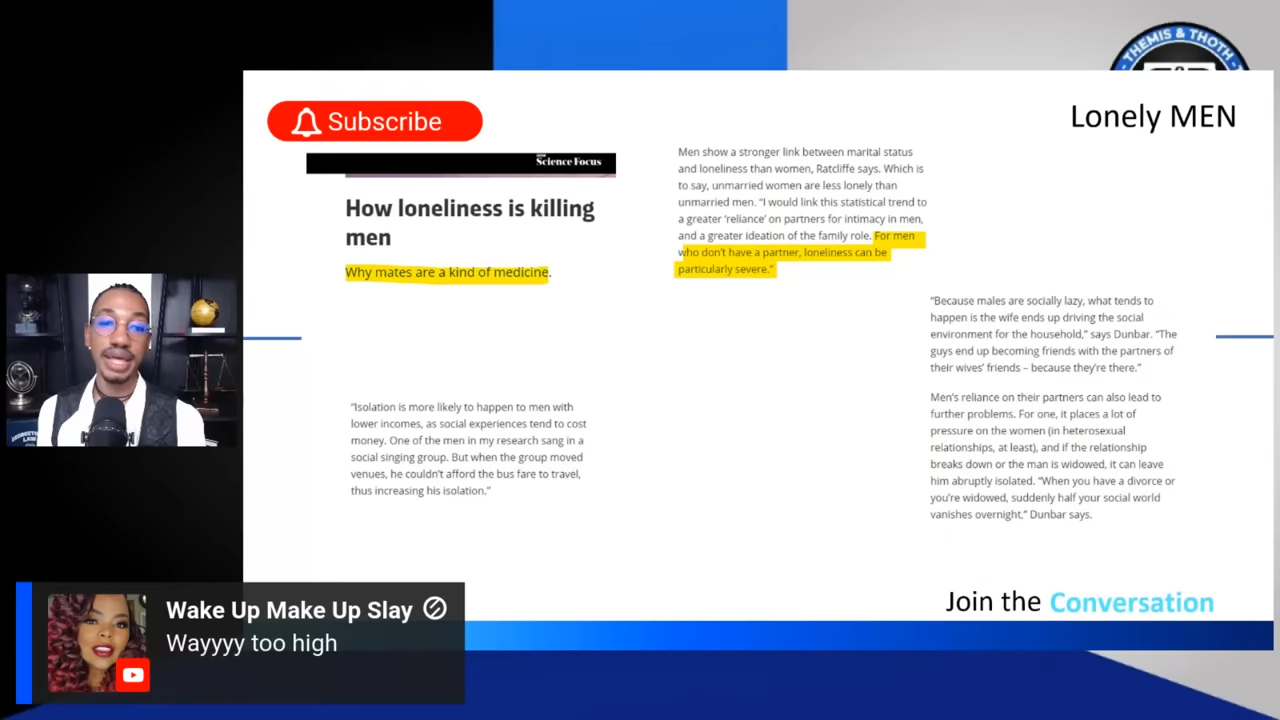 THEMIS & THOTH
Lonely MEN
Subscribe
Science Focus
How loneliness is killing
men
Why mates are a kind of medicine.
Men show a stronger link between marital status
and loneliness than women, Ratcliffe says. Which is
to say, unmarried women are less lonely than
unmarried men. “I would link this statistical trend to
a greater ‘reliance’ on partners for intimacy in men,
and a greater ideation of the family role. For men
who don’t have a partner, loneliness can be
particularly severe.”
“Because males are socially lazy, what tends to
happen is the wife ends up driving the social
environment for the household,” says Dunbar. “The
guys end up becoming friends with the partners of
their wives’ friends – because they’re there.”
Men’s reliance on their partners can also lead to
further problems. For one, it places a lot of
pressure on the women (in heterosexual
relationships, at least), and if the relationship
breaks down or the man is widowed, it can leave
him abruptly isolated. “When you have a divorce or
you’re widowed, suddenly half your social world
vanishes overnight,” Dunbar says.
“Isolation is more likely to happen to men with
lower incomes, as social experiences tend to cost
money. One of the men in my research sang in a
social singing group. But when the group moved
venues, he couldn’t afford the bus fare to travel,
thus increasing his isolation.”
Join the Conversation
Wake Up Make Up Slay
Wayyyy too high